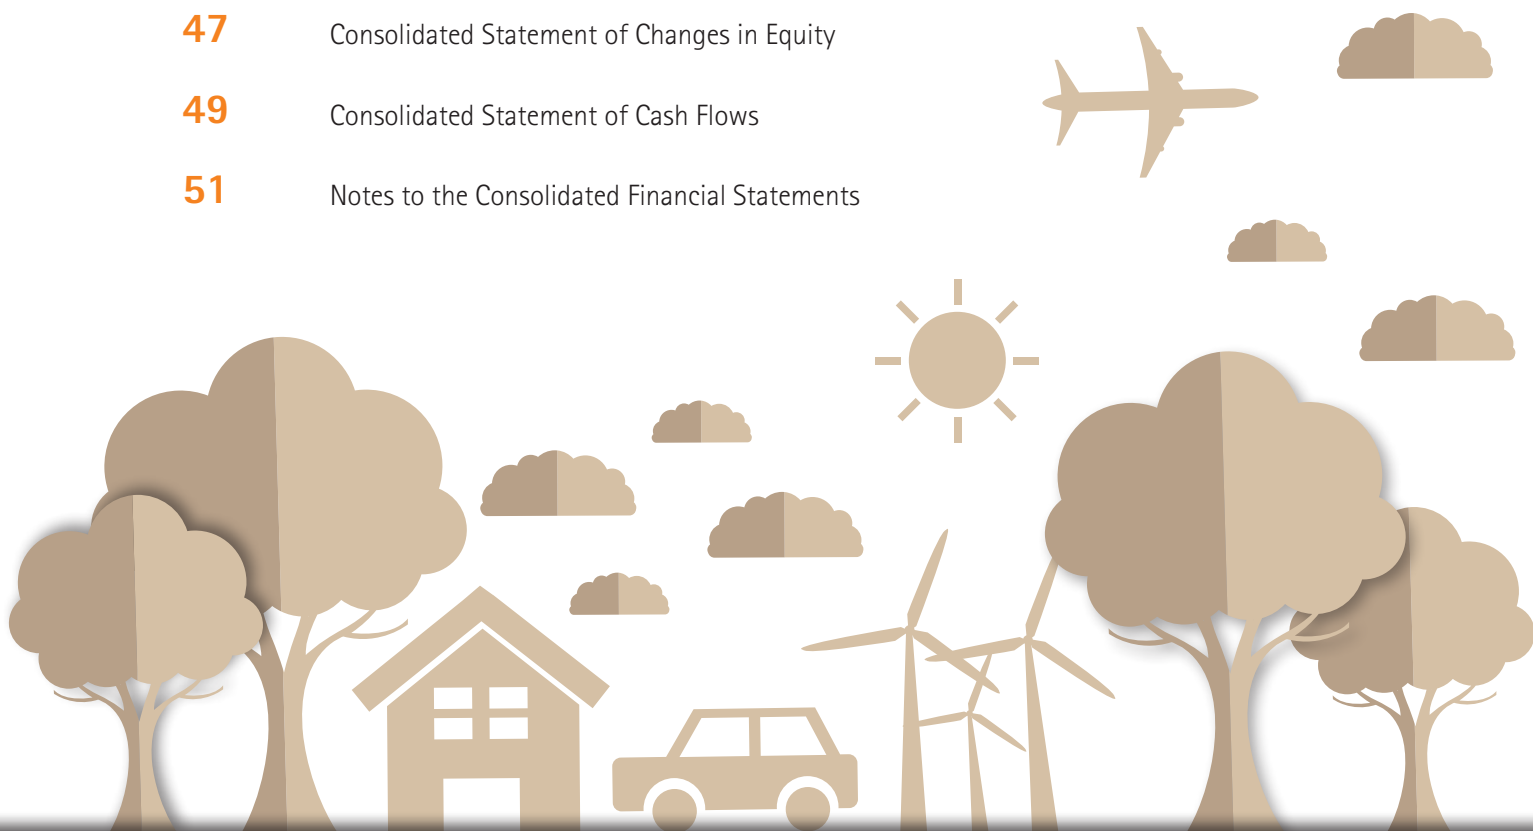 47 Consolidated Statement of Changes in Equity
49 Consolidated Statement of Cash Flows
51 Notes to the Consolidated Financial Statements